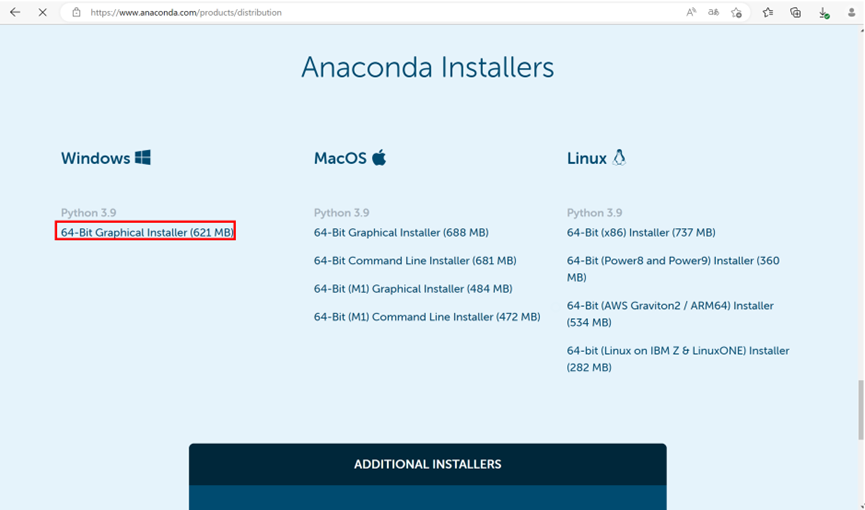 https://www.anaconda.com/products/distribution
Anaconda Installers
Windows
Python 3.9
64-Bit Graphical Installer (621 MB)
MacOS
Python 3.9
64-Bit Graphical Installer (688 MB)
64-Bit Command Line Installer (681 MB)
64-Bit (M1) Graphical Installer (484 MB)
64-Bit (M1) Command Line Installer (472 MB)
Linux
Python 3.9
64-Bit (x86) Installer (737 MB)
64-Bit (Power8 and Power9) Installer (360
MB)
64-Bit (AWS Graviton2 / ARM64) Installer
(534 MB)
64-bit (Linux on IBM Z & LinuxONE) Installer
(282 MB)
ADDITIONAL INSTALLERS